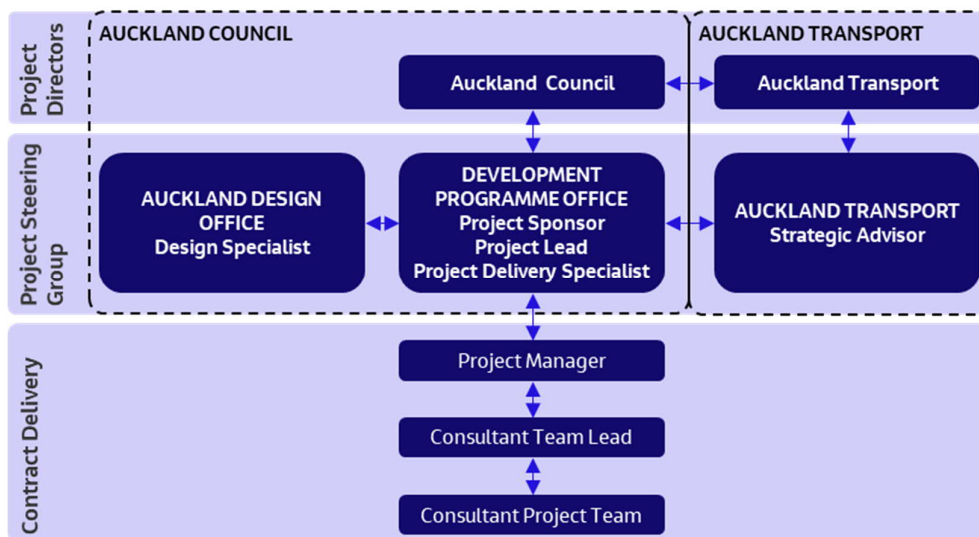 Project Directors
AUCKLAND COUNCIL
AUCKLAND TRANSPORT
Auckland Council
Auckland Transport
Project Steering
Group
AUCKLAND DESIGN
OFFICE
Design Specialist
DEVELOPMENT
PROGRAMME OFFICE
Project Sponsor
Project Lead
Project Delivery Specialist
AUCKLAND TRANSPORT
Strategic Advisor
Contract Delivery
Project Manager
Consultant Team Lead
Consultant Project Team